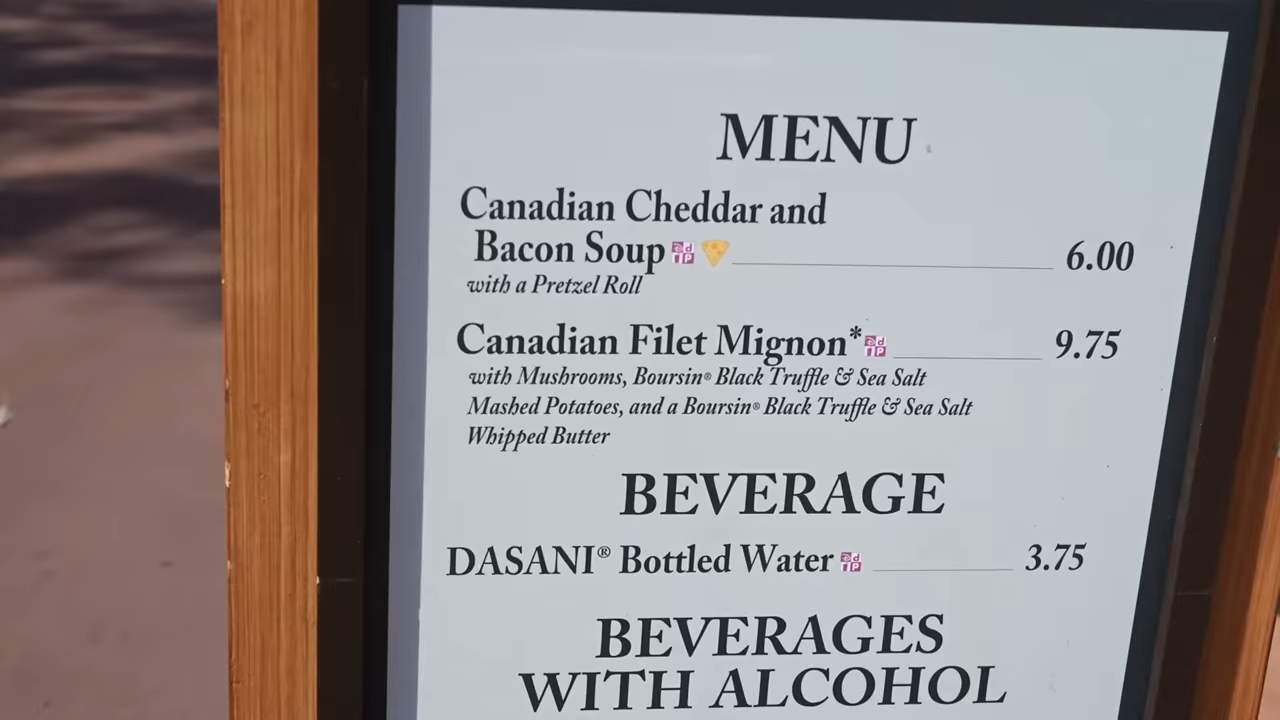 MENU
Canadian Cheddar and
Bacon Soup 6.00
with a Pretzel Roll
Canadian Filet Mignon* 9.75
with Mushrooms, Boursin® Black Truffle & Sea Salt
Mashed Potatoes, and a Boursin® Black Truffle & Sea Salt
Whipped Butter
BEVERAGE
DASANI® Bottled Water 3.75
BEVERAGES
WITH ALCOHOL